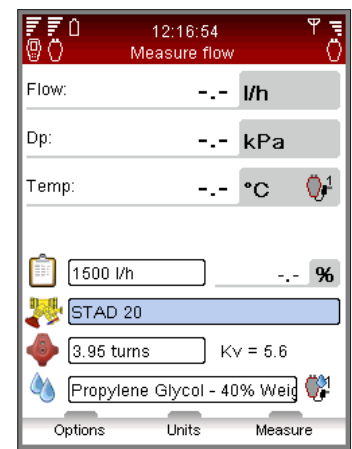 12:16:54
Measure flow
Flow: -.- l/h
Dp: -.- kPa
Temp: -.- °C 1
1500 l/h -.- %
STAD 20
3.95 turns Kv = 5.6
Propylene Glycol - 40% Weig
Options Units Measure